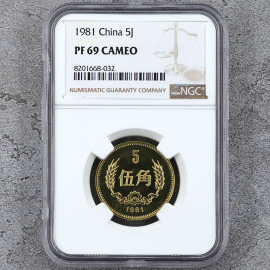 1981 China 5J
PF 69 CAMEO
8201668-032
NUMISMATIC GUARANTY COMPANY
NGC
5
伍角
1981